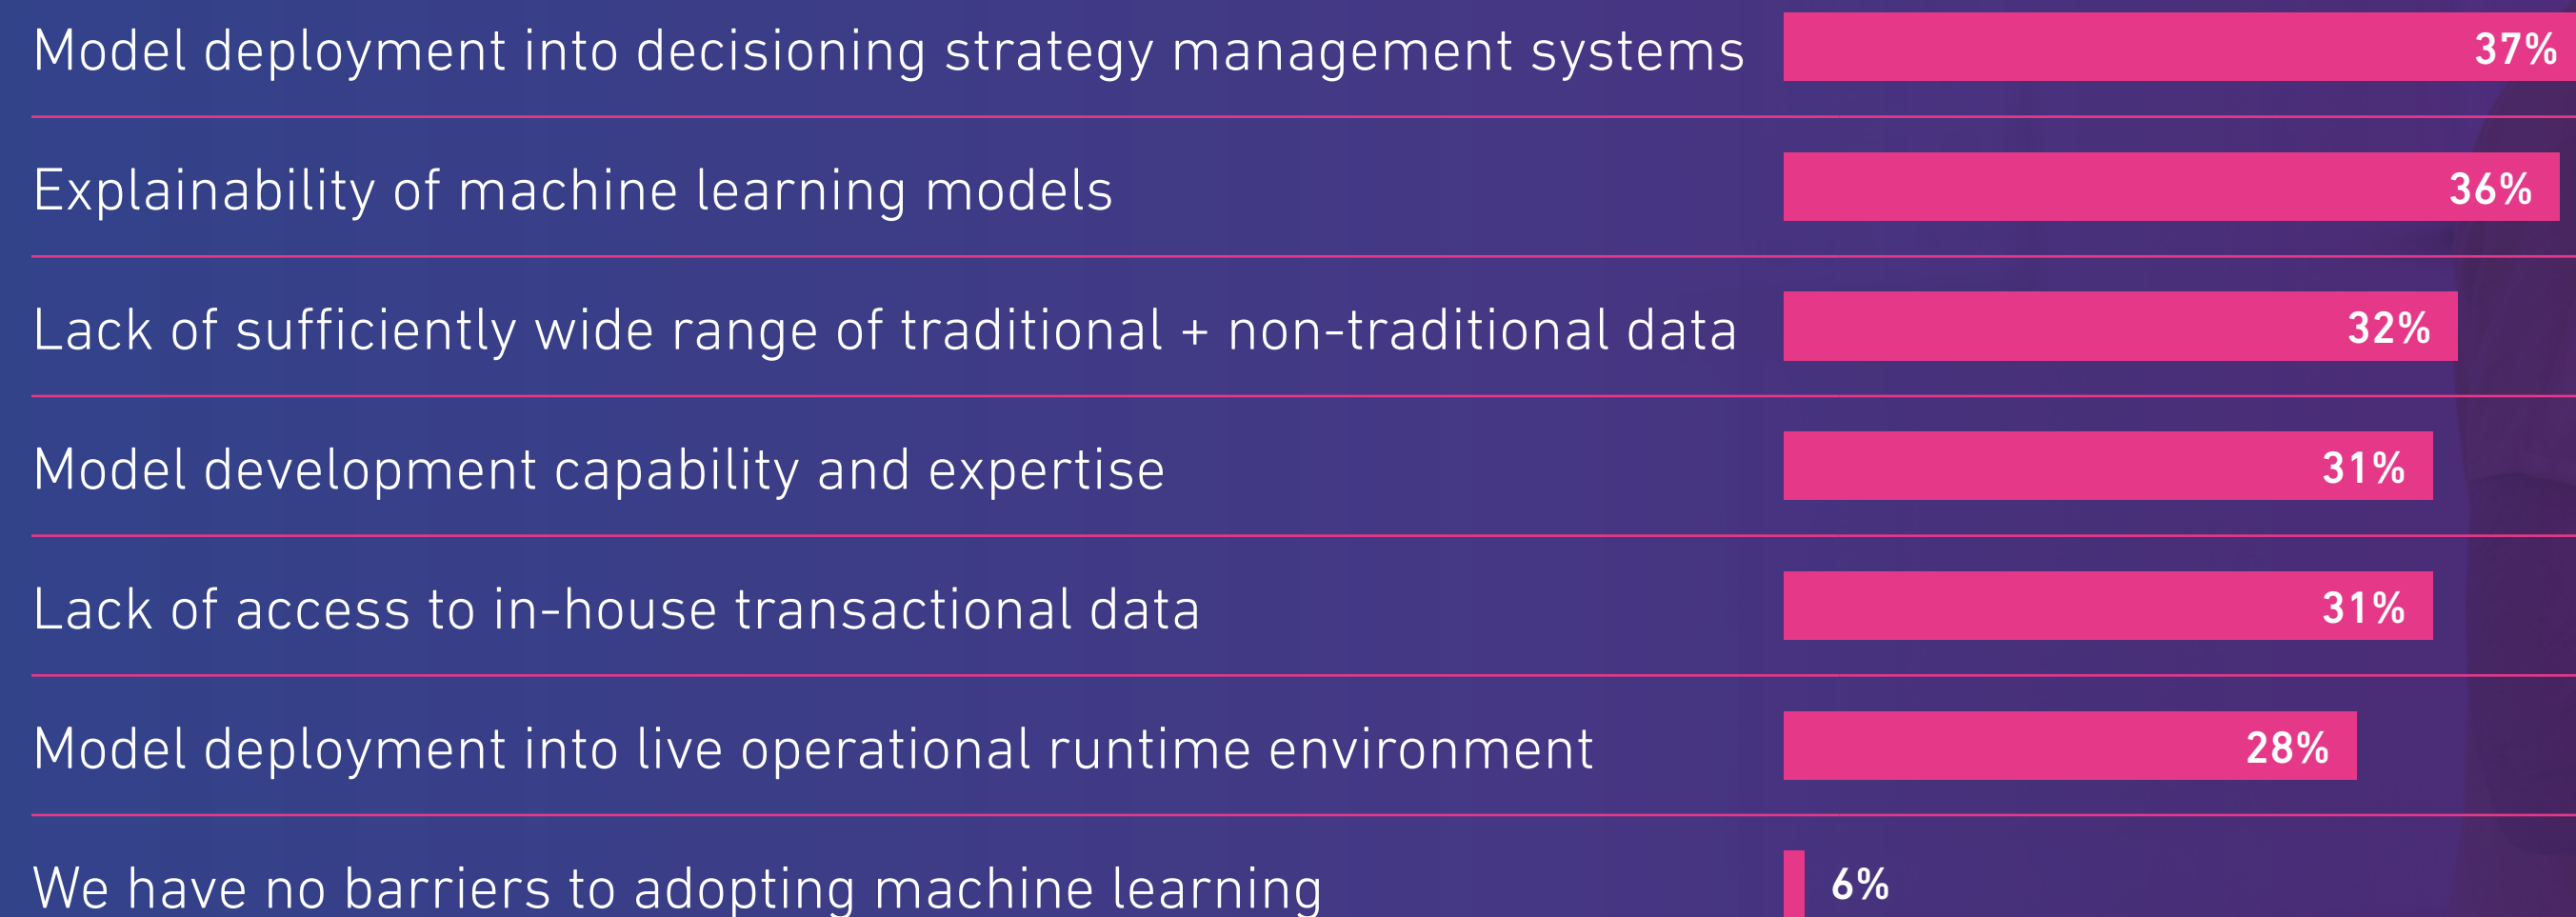 Model deployment into decisioning strategy management systems 37%
Explainability of machine learning models 36%
Lack of sufficiently wide range of traditional + non-traditional data 32%
Model development capability and expertise 31%
Lack of access to in-house transactional data 31%
Model deployment into live operational runtime environment 28%
We have no barriers to adopting machine learning 6%